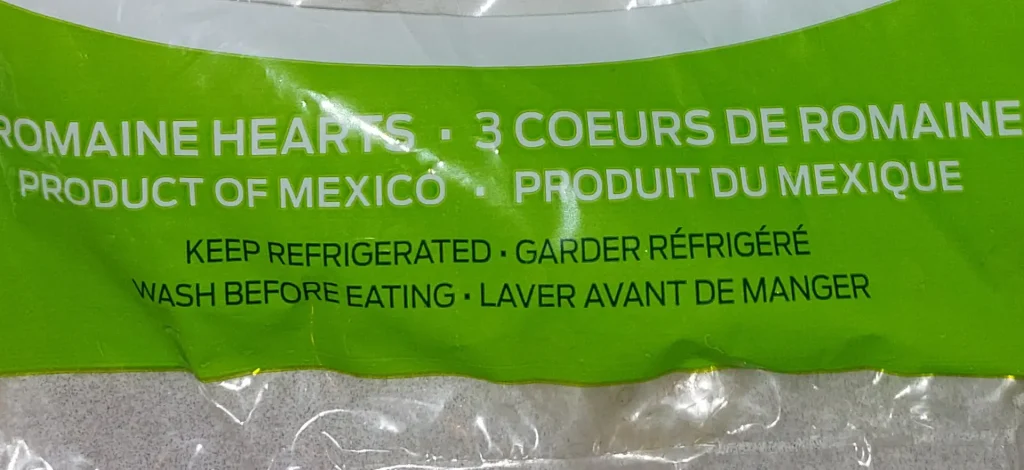 ROMAINE HEARTS · 3 COEURS DE ROMAINE
PRODUCT OF MEXICO · PRODUIT DU MEXIQUE
KEEP REFRIGERATED · GARDER RÉFRIGÉRÉ
WASH BEFORE EATING · LAVER AVANT DE MANGER